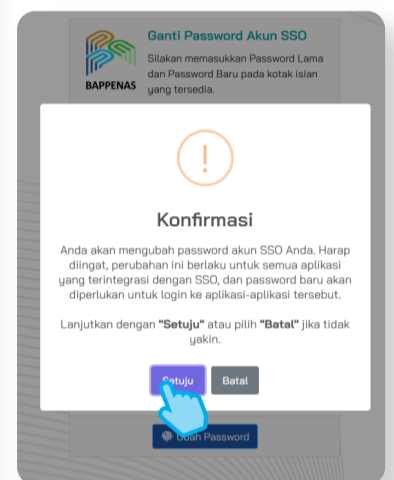 Ganti Password Akun SSO
Silakan memasukkan Password Lama
dan Password Baru pada kotak isian
yang tersedia.
BAPPENAS
Konfirmasi
Anda akan mengubah password akun SSO Anda. Harap
diingat, perubahan ini berlaku untuk semua aplikasi
yang terintegrasi dengan SSO, dan password baru akan
diperlukan untuk login ke aplikasi-aplikasi tersebut.
Lanjutkan dengan "Setuju" atau pilih "Batal" jika tidak
yakin.
Setuju
Batal
Ubah Password